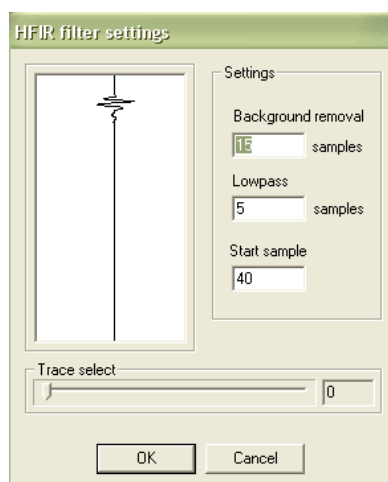 HFIR filter settings
Settings
Background removal
15 samples
Lowpass
5 samples
Start sample
40
Trace select
0
OK Cancel